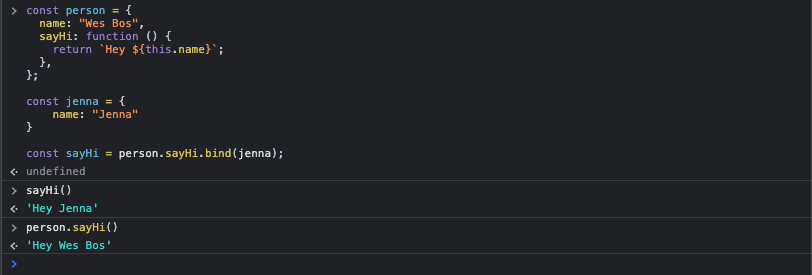 const person = {
  name: "Wes Bos",
  sayHi: function () {
    return `Hey ${this.name}`;
  },
};

const jenna = {
    name: "Jenna"
}

const sayHi = person.sayHi.bind(jenna);
undefined
sayHi()
'Hey Jenna'
person.sayHi()
'Hey Wes Bos'